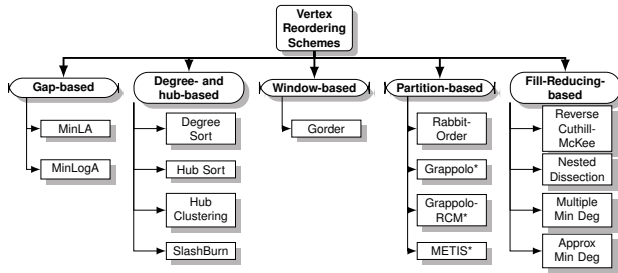 Vertex
Reordering
Schemes
Gap-based
Degree- and
hub-based
Window-based
Partition-based
Fill-Reducing-
based
MinLA
MinLogA
Degree
Sort
Hub Sort
Hub
Clustering
SlashBurn
Gorder
Rabbit-
Order
Grappolo*
Grappolo-
RCM*
METIS*
Reverse
Cuthill-
McKee
Nested
Dissection
Multiple
Min Deg
Approx
Min Deg